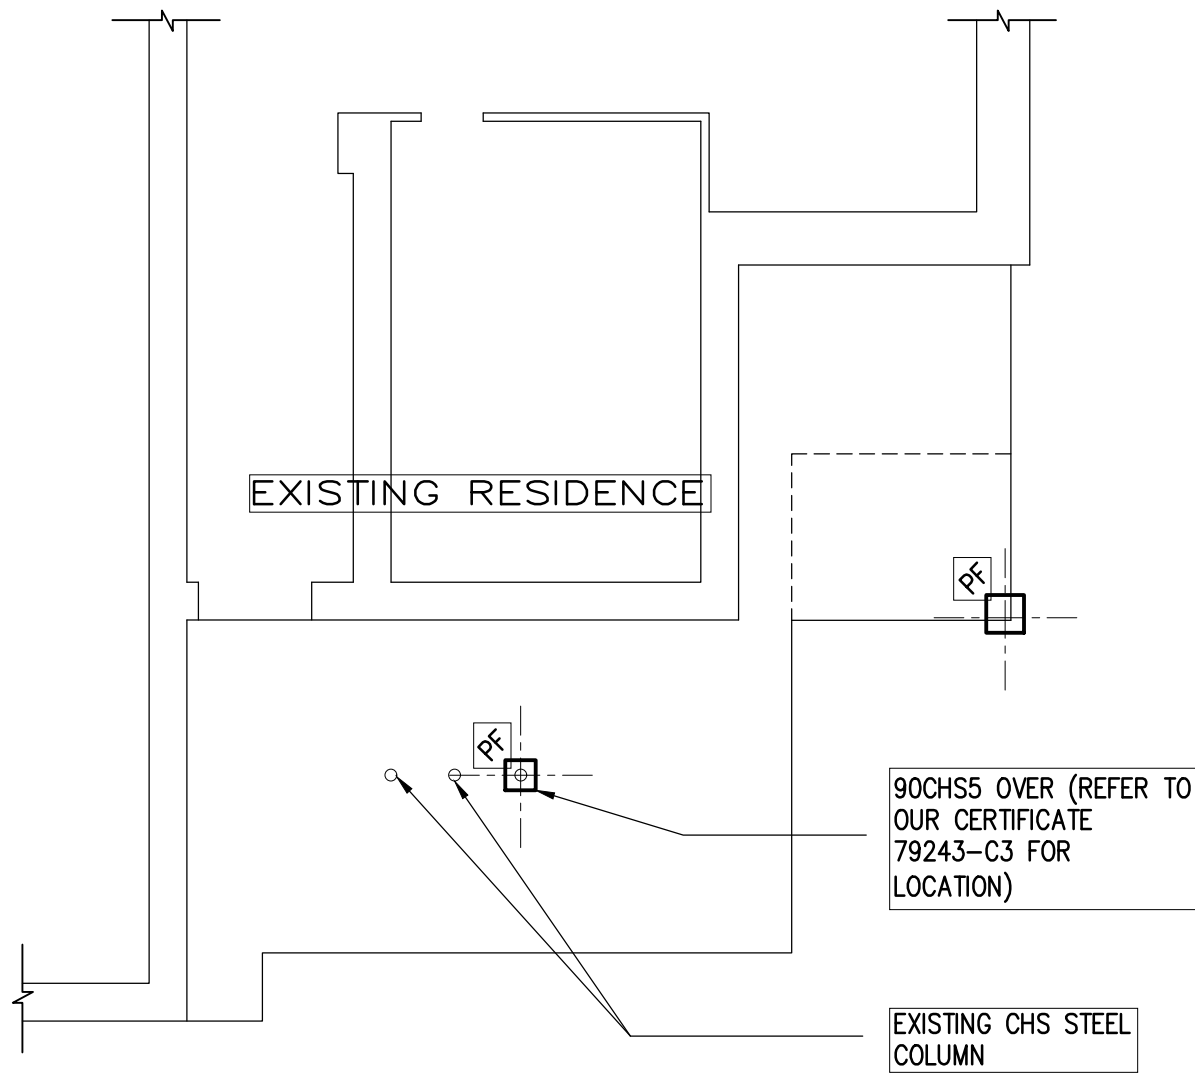 EXISTING RESIDENCE
PF
PF
90CHS5 OVER (REFER TO
OUR CERTIFICATE
79243-C3 FOR
LOCATION)
EXISTING CHS STEEL
COLUMN